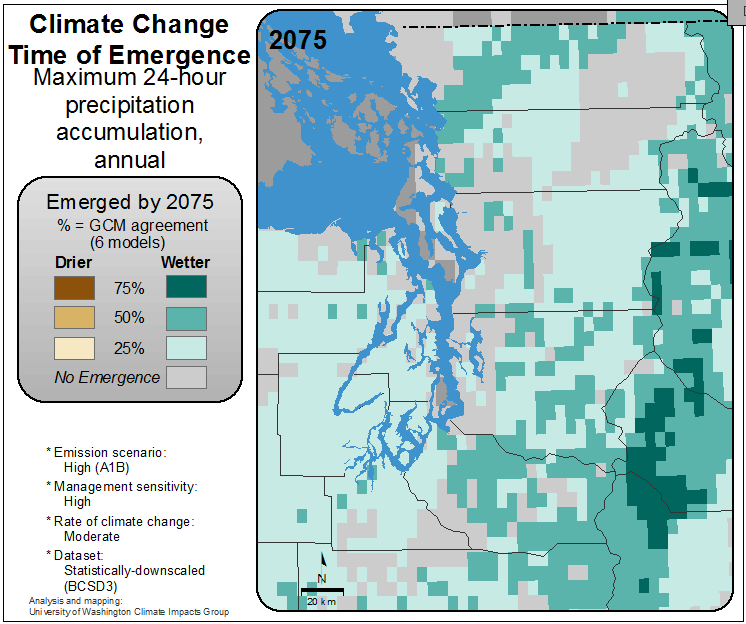 Climate Change
Time of Emergence
Maximum 24-hour
precipitation
accumulation,
annual
Emerged by 2075
% = GCM agreement
(6 models)
Drier Wetter
75%
50%
25%
No Emergence
* Emission scenario:
High (A1B)
* Management sensitivity:
High
* Rate of climate change:
Moderate
* Dataset:
Statistically-downscaled
(BCSD3)
Analysis and mapping:
University of Washington Climate Impacts Group
2075
N
20 km